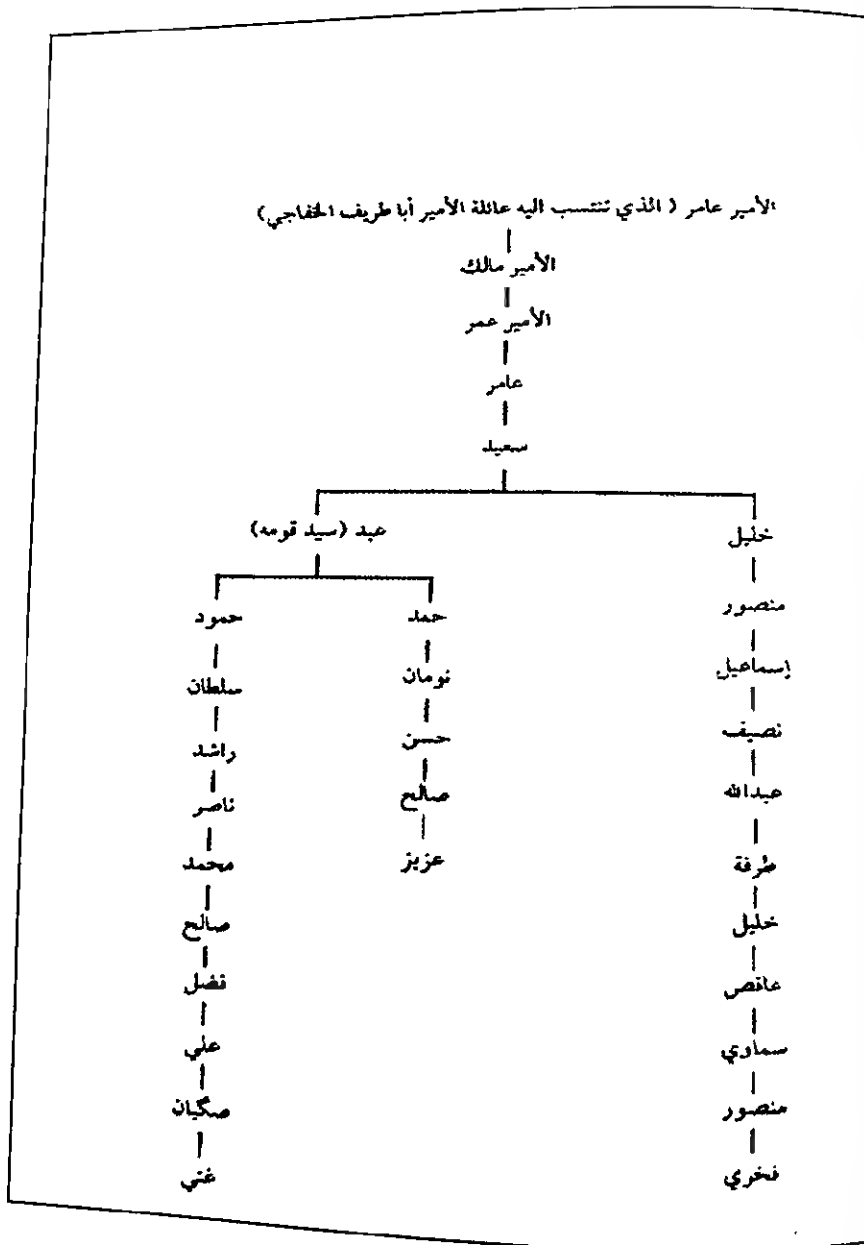 الأمير عامر ( الذي تنتسب اليه عائلة الأمير أبا طريف الخفاجي)
الأمير مالك
الأمير عمر
عامر
سعيد
خليل
منصور
إسماعيل
نصيف
عبدالله
طرفة
خليل
عاقص
سماوي
منصور
فخري
عبد (سيد قومه)
حمد
نومان
حسن
صالح
عزيز
حمود
سلطان
راشد
ناصر
محمد
صالح
فضل
علي
صگبان
غني